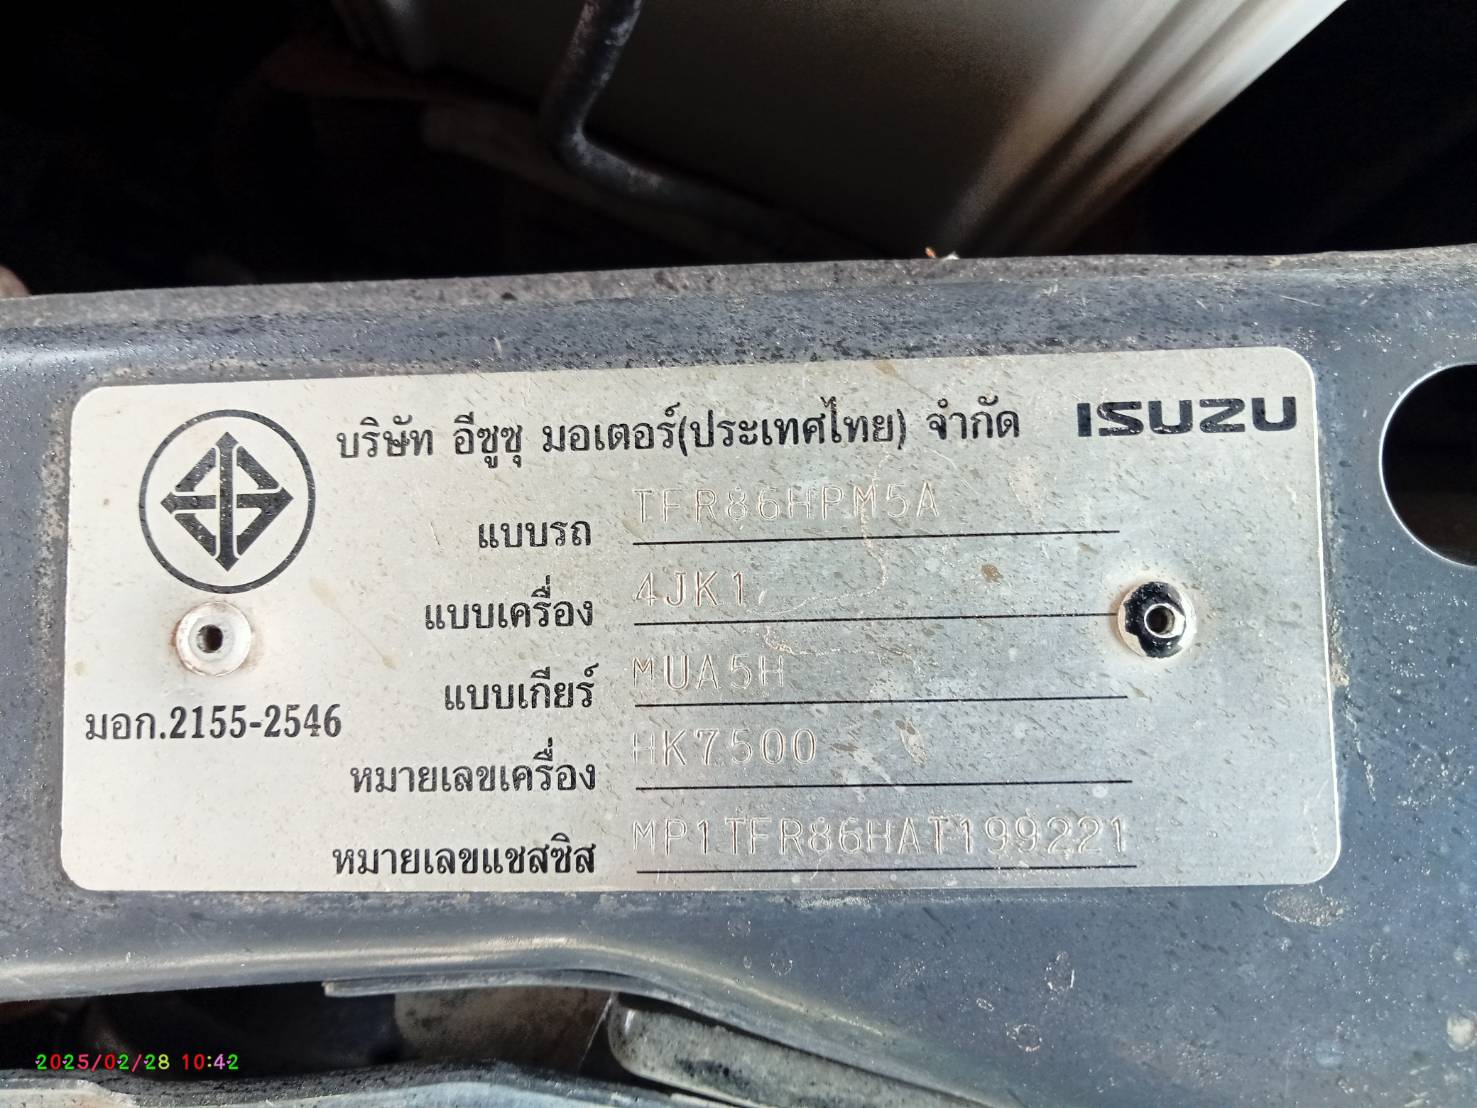 บริษัท อีซูซุ มอเตอร์(ประเทศไทย) จำกัด ISUZU
แบบรถ TFR86HPM5A
แบบเครื่อง 4JK1
แบบเกียร์ MUA5H
มอก.2155-2546
หมายเลขเครื่อง HK7500
หมายเลขแชสซิส MP1TFR86HAT199221
2025/02/28 10:42